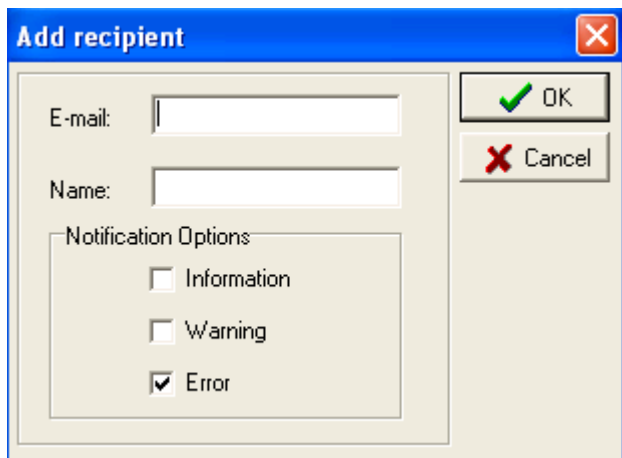 Add recipient
E-mail:
OK
Cancel
Name:
Notification Options
Information
Warning
Error